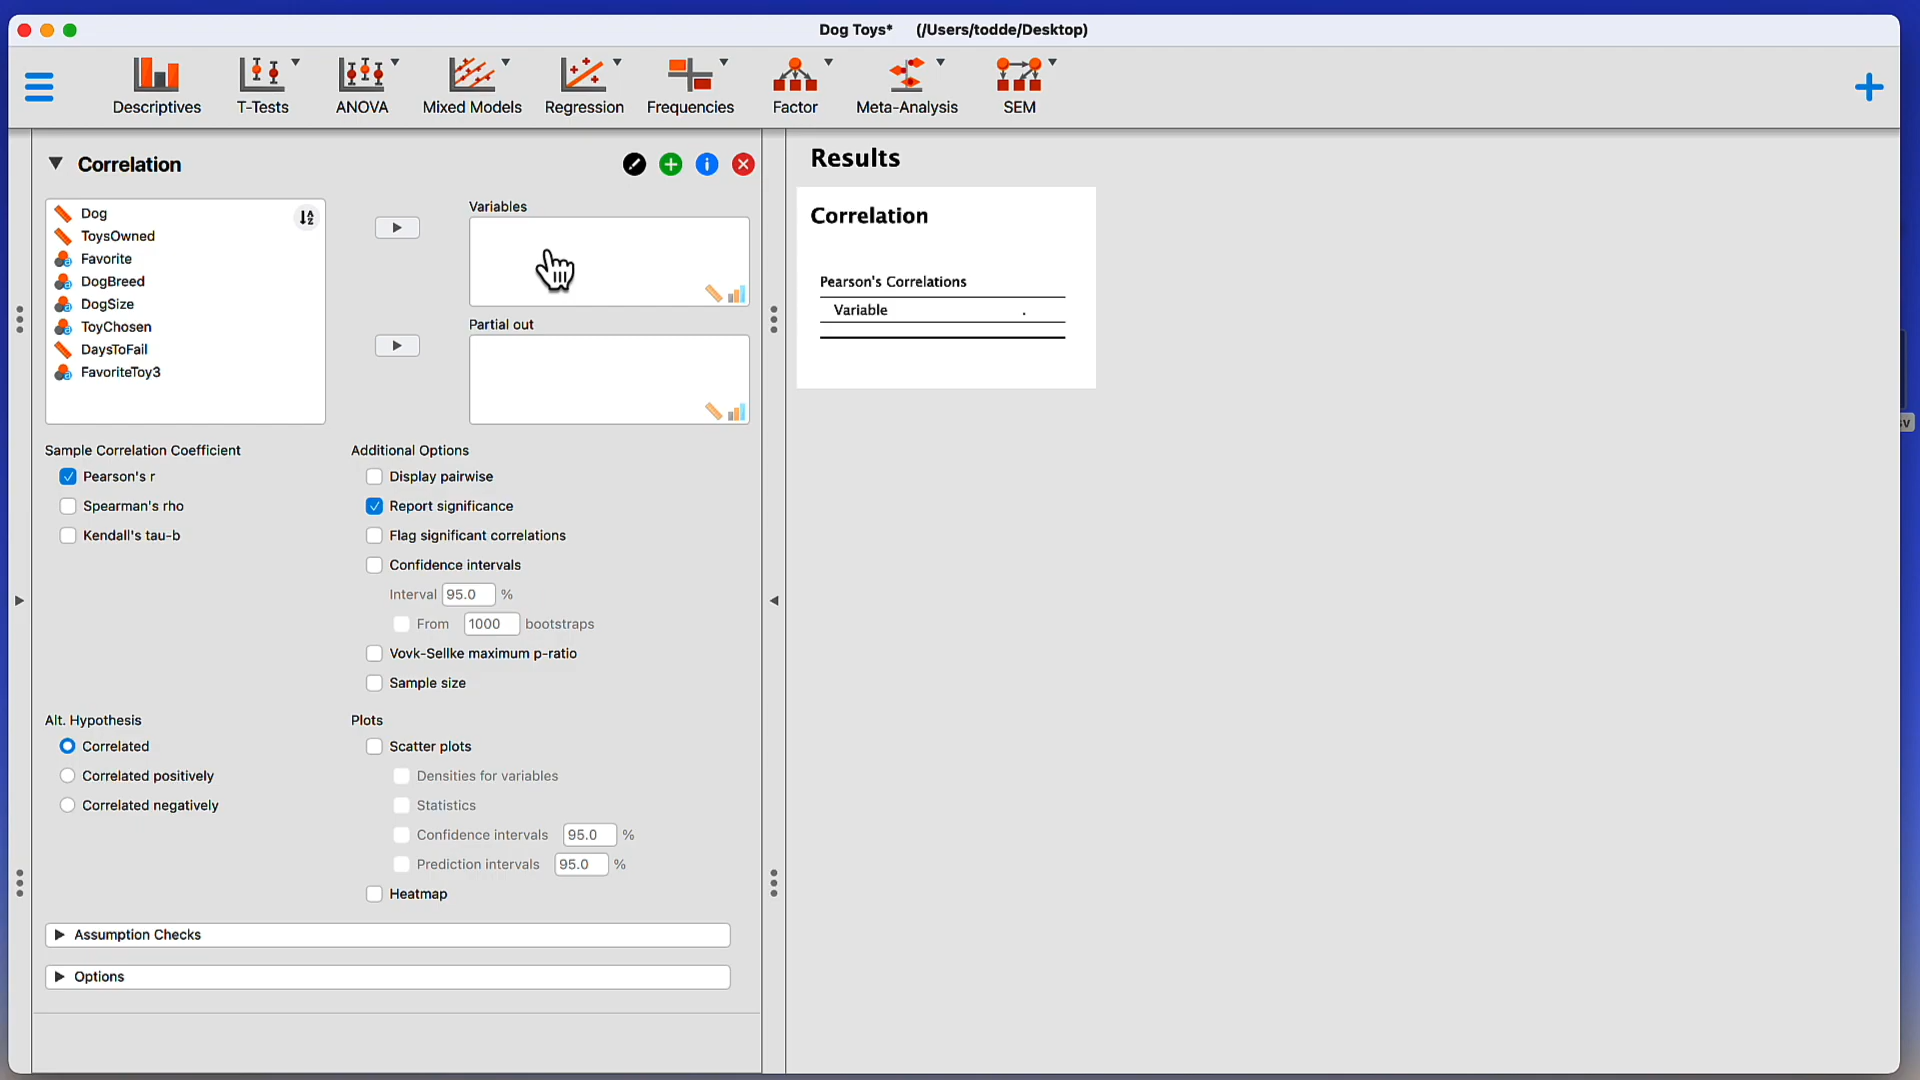 Dog Toys* (/Users/todde/Desktop)
Descriptives T-Tests ANOVA Mixed Models Regression Frequencies Factor Meta-Analysis SEM
Correlation
Dog
ToysOwned
Favorite
DogBreed
DogSize
ToyChosen
DaysToFail
FavoriteToy3
Variables
Partial out
Sample Correlation Coefficient
Pearson's r
Spearman's rho
Kendall's tau-b
Additional Options
Display pairwise
Report significance
Flag significant correlations
Confidence intervals
Interval 95.0 %
From 1000 bootstraps
Vovk-Sellke maximum p-ratio
Sample size
Alt. Hypothesis
Correlated
Correlated positively
Correlated negatively
Plots
Scatter plots
Densities for variables
Statistics
Confidence intervals 95.0 %
Prediction intervals 95.0 %
Heatmap
Assumption Checks
Options
Results
Correlation
Pearson's Correlations
Variable .